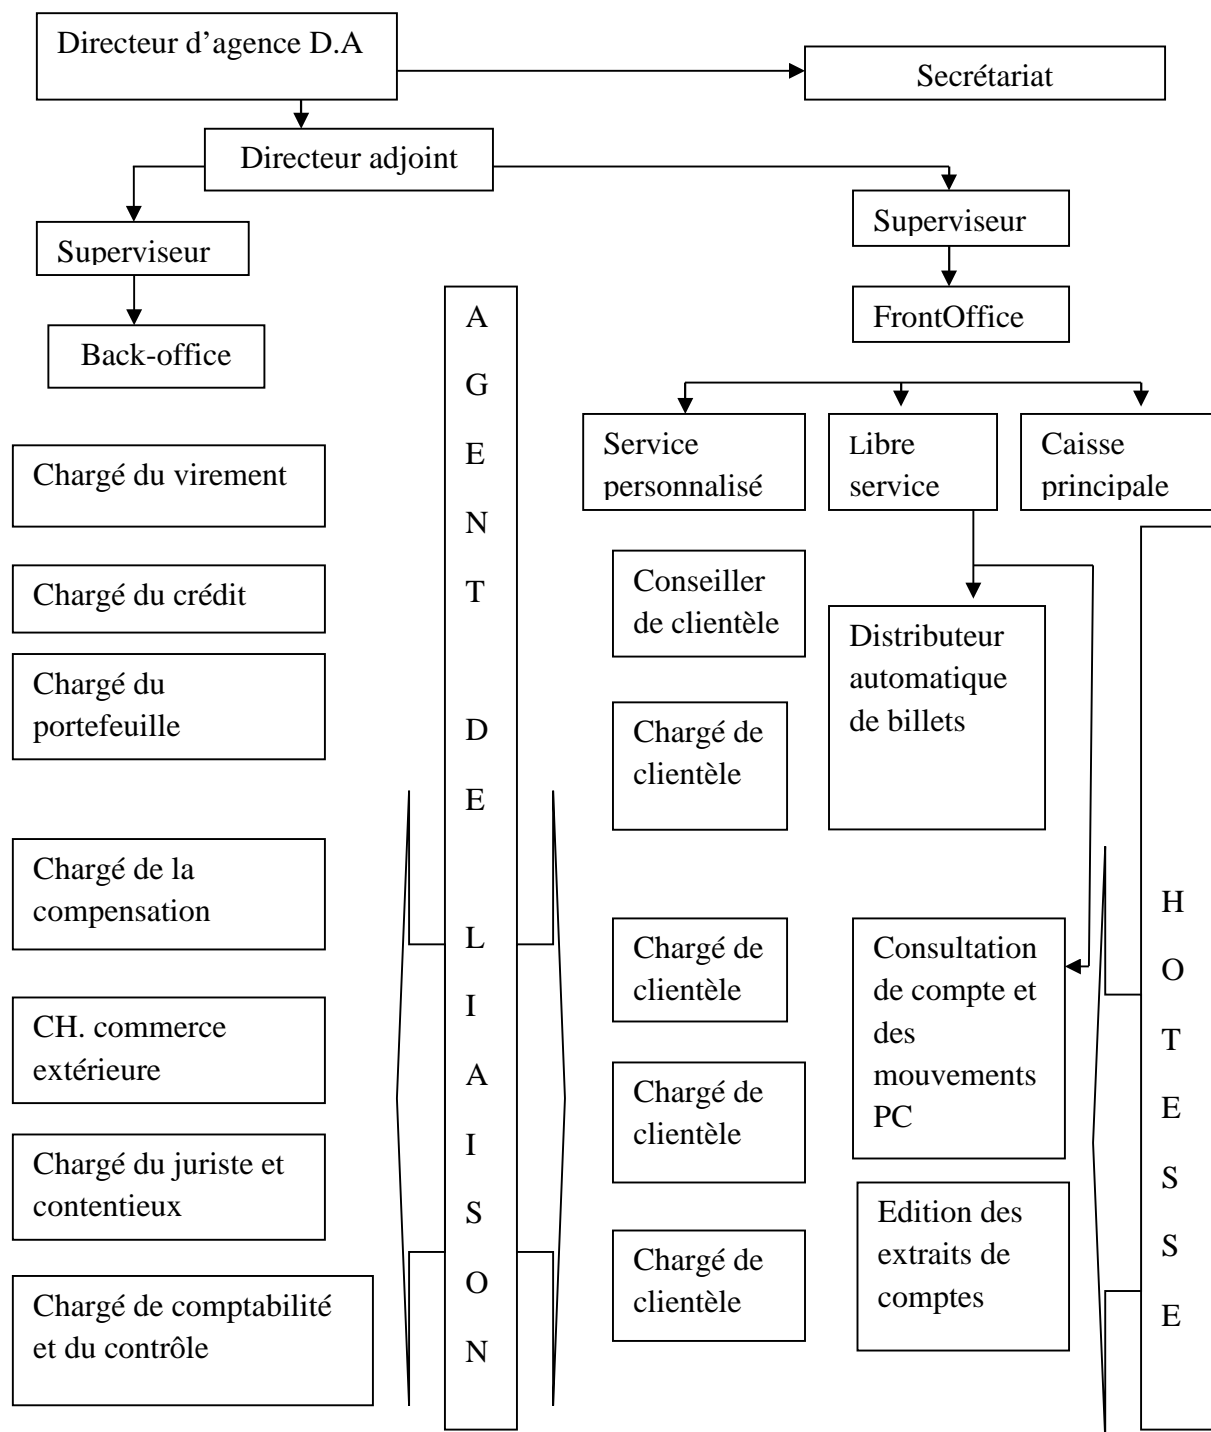 Directeur d’agence D.A
Secrétariat
Directeur adjoint
Superviseur
Superviseur
FrontOffice
Back-office
A
G
E
N
T
D
E
L
I
A
I
S
O
N
Service
personnalisé
Libre
service
Caisse
principale
Chargé du virement
Chargé du crédit
Chargé du
portefeuille
Chargé de la
compensation
CH. commerce
extérieure
Chargé du juriste et
contentieux
Chargé de comptabilité
et du contrôle
Conseiller
de clientèle
Chargé de
clientèle
Chargé de
clientèle
Chargé de
clientèle
Chargé de
clientèle
Distributeur
automatique
de billets
Consultation
de compte et
des
mouvements
PC
Edition des
extraits de
comptes
H
O
T
E
S
S
E